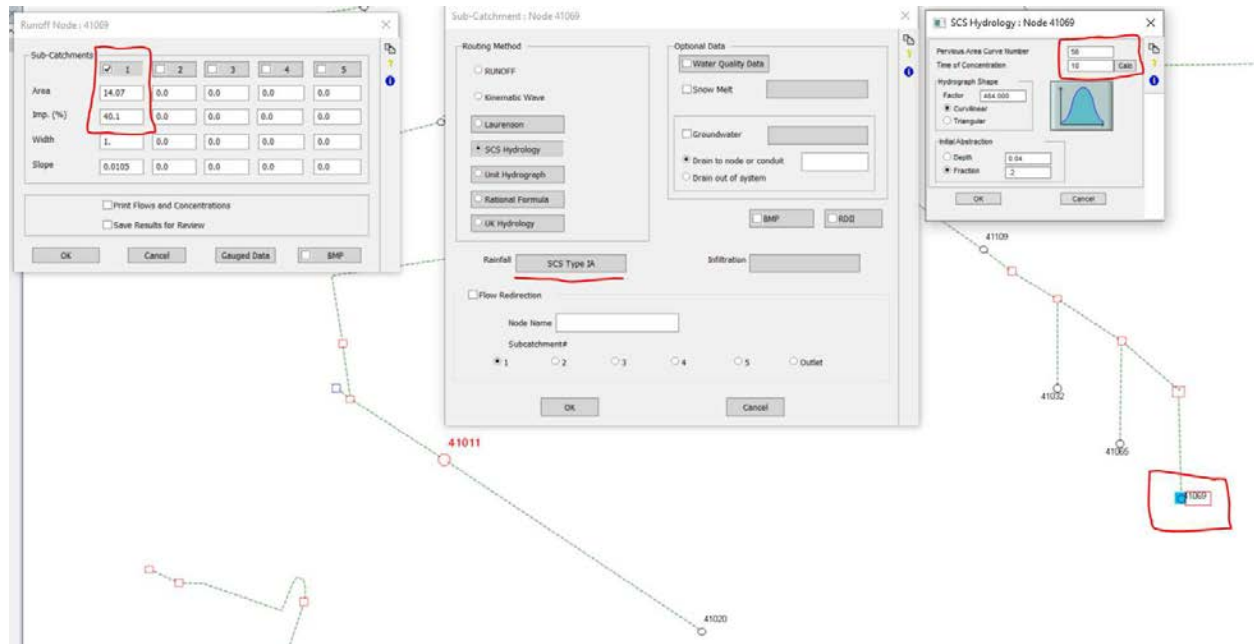 Runoff Node : 41069
Sub-Catchments
1 2 3 4 5
Area 14.07 0.0 0.0 0.0 0.0
Imp. (%) 40.1 0.0 0.0 0.0 0.0
Width 1. 0.0 0.0 0.0 0.0
Slope 0.0105 0.0 0.0 0.0 0.0
Print Flows and Concentrations
Save Results for Review
OK Cancel Gauged Data BMP
Sub-Catchment : Node 41069
Routing Method
RUNOFF
Kinematic Wave
Laurenson
SCS Hydrology
Unit Hydrograph
Rational Formula
UK Hydrology
Optional Data
Water Quality Data
Snow Melt
Groundwater
Drain to node or conduit
Drain out of system
BMP RDII
Rainfall SCS Type IA Infiltration
Flow Redirection
Node Name
Subcatchment#
1 2 3 4 5 Outlet
OK Cancel
SCS Hydrology : Node 41069
Pervious Area Curve Number
Time of Concentration 10 Calc
Hydrograph Shape
Factor 484.000
Curvilinear
Triangular
Initial Abstraction
Depth 0.04
Fraction .2
OK Cancel
41109
41032
41011
41069
41020